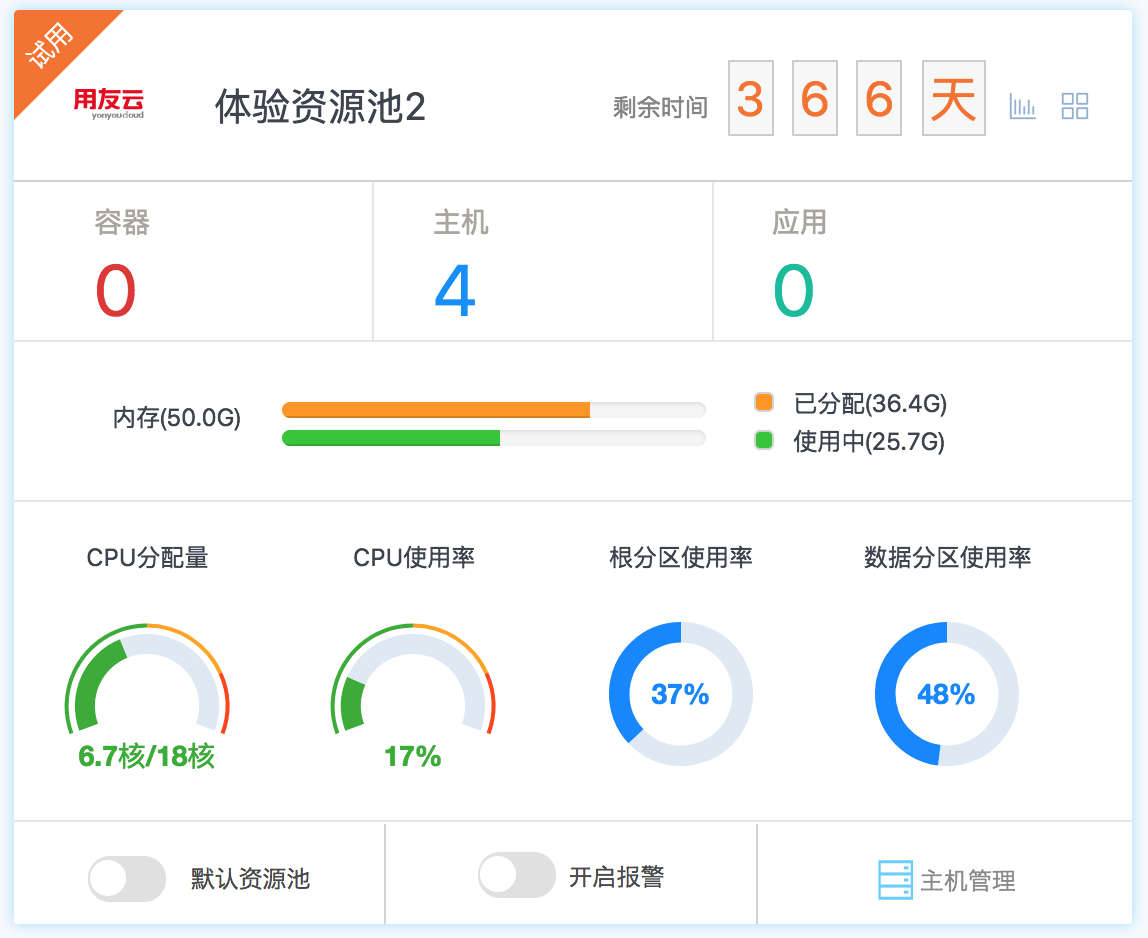 试用
用友云
yonyoucloud
体验资源池2
剩余时间 3 6 6 天
容器
0
主机
4
应用
0
内存(50.0G)
已分配(36.4G)
使用中(25.7G)
CPU分配量
6.7核/18核
CPU使用率
17%
根分区使用率
37%
数据分区使用率
48%
默认资源池
开启报警
主机管理